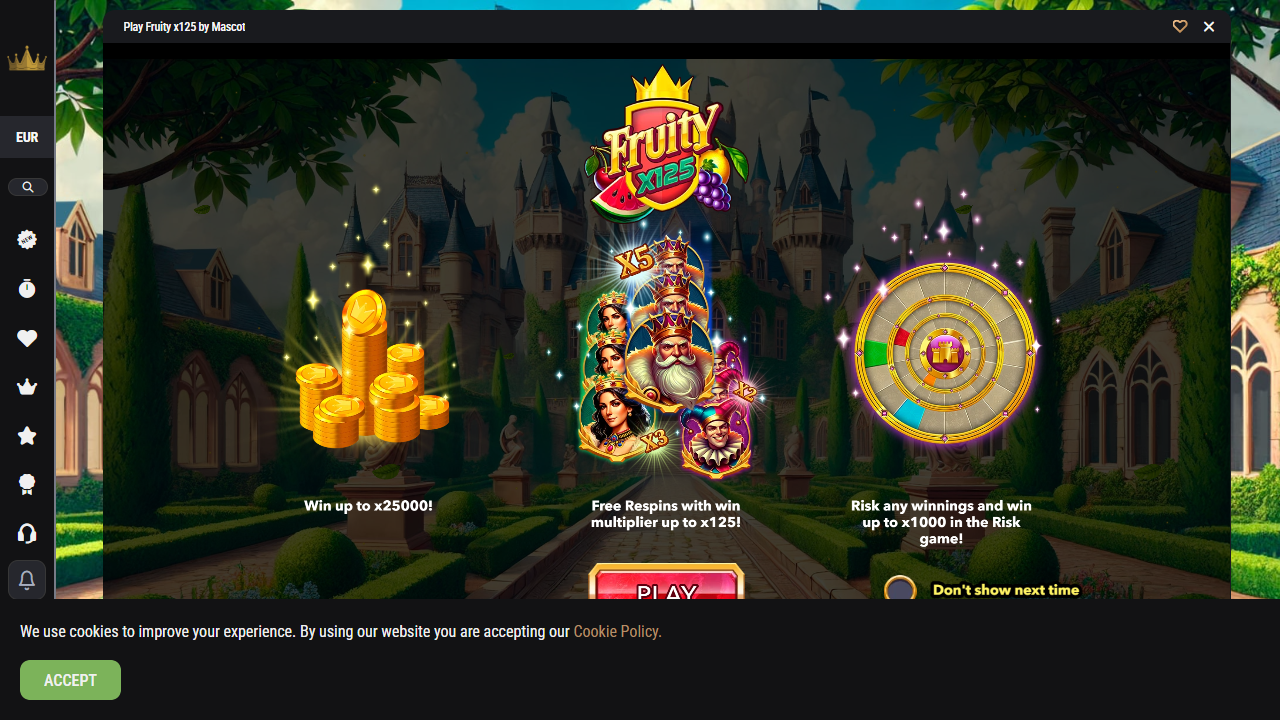 Play Fruity x125 by Mascot
EUR
NEW
Fruity
X125
X5
X2
X3
Win up to x25000!
Free Respins with win
multiplier up to x125!
Risk any winnings and win
up to x1000 in the Risk
game!
PLAY
Don't show next time
We use cookies to improve your experience. By using our website you are accepting our Cookie Policy.
ACCEPT